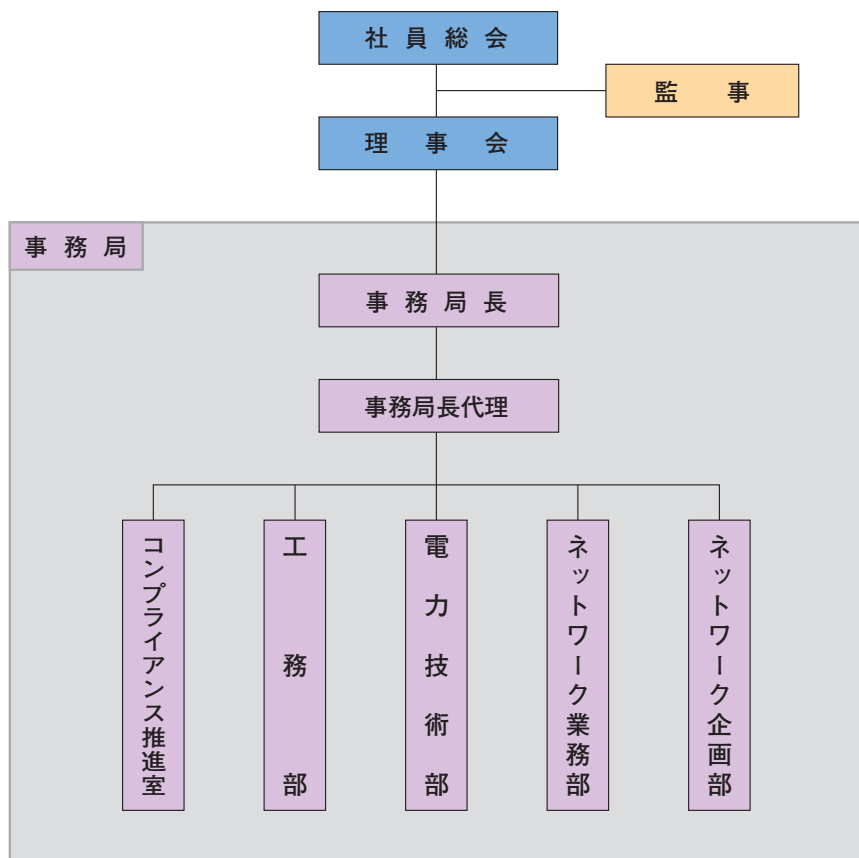 社員総会
監事
理事会
事務局
事務局長
事務局長代理
コンプライアンス推進室
工務部
電力技術部
ネットワーク業務部
ネットワーク企画部